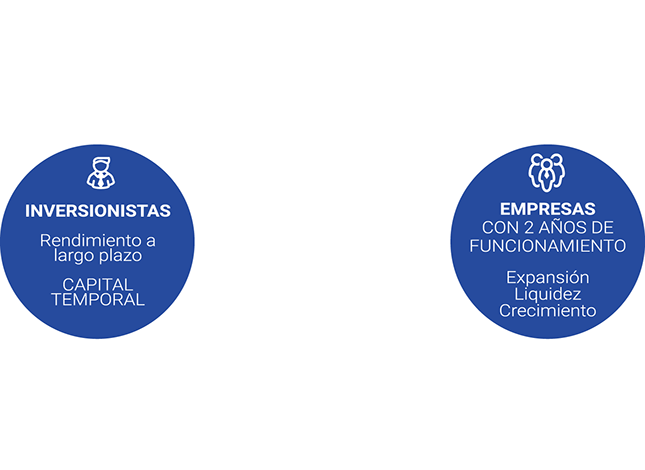 INVERSIONISTAS
Rendimiento a
largo plazo
CAPITAL
TEMPORAL
EMPRESAS
CON 2 AÑOS DE
FUNCIONAMIENTO
Expansión
Liquidez
Crecimiento